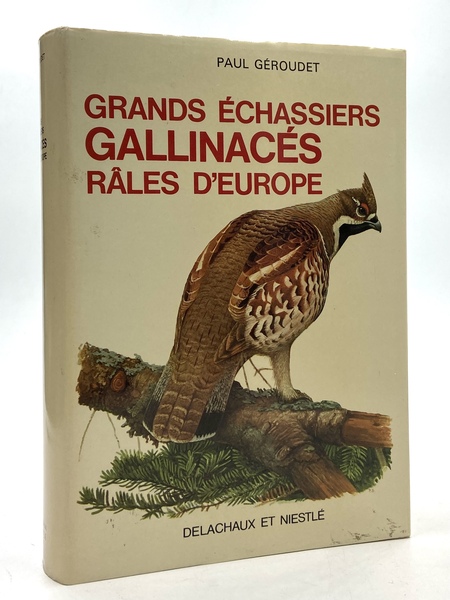 PAUL GÉROUDET
GRANDS ÉCHASSIERS
GALLINACÉS
RÂLES D'EUROPE
DELACHAUX ET NIESTLÉ